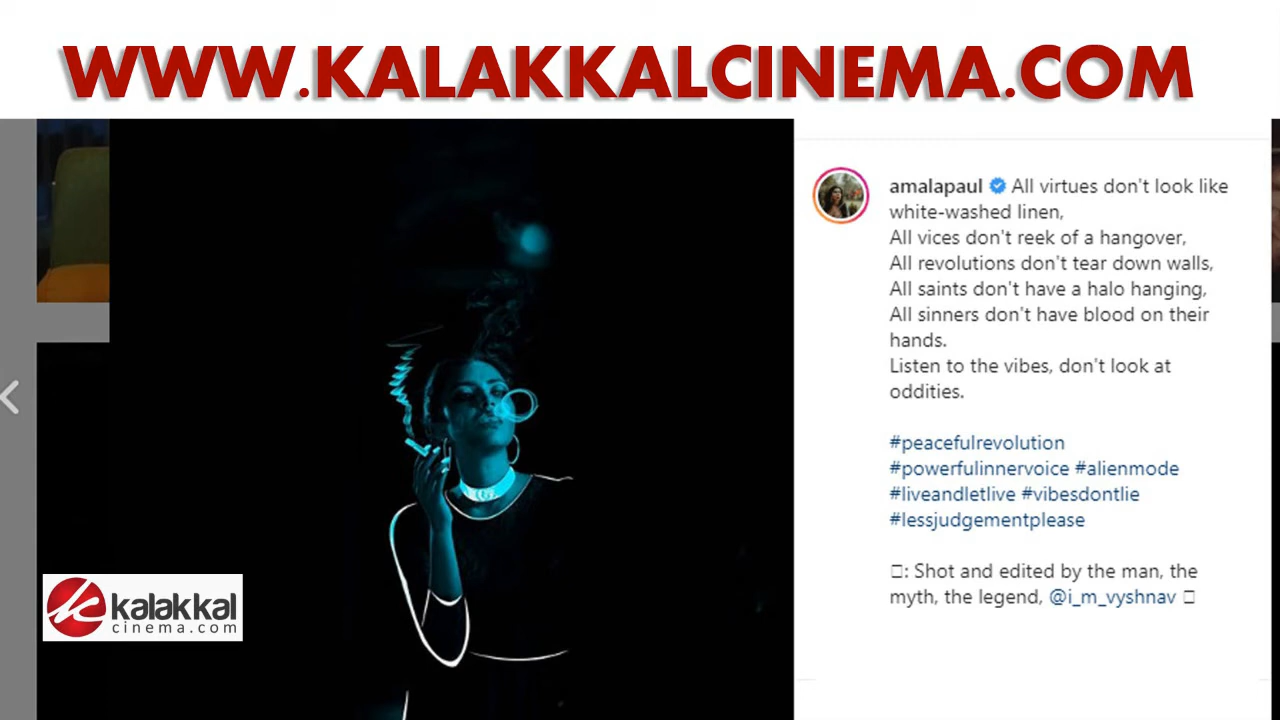 WWW.KALAKKALCINEMA.COM
amalapaul All virtues don't look like
white-washed linen,
All vices don't reek of a hangover,
All revolutions don't tear down walls,
All saints don't have a halo hanging,
All sinners don't have blood on their
hands.
Listen to the vibes, don't look at
oddities.
#peacefulrevolution
#powerfulinnervoice #alienmode
#liveandletlive #vibesdontlie
#lessjudgementplease
: Shot and edited by the man, the
myth, the legend, @i_m_vyshnav
kalakkal
cinema.com